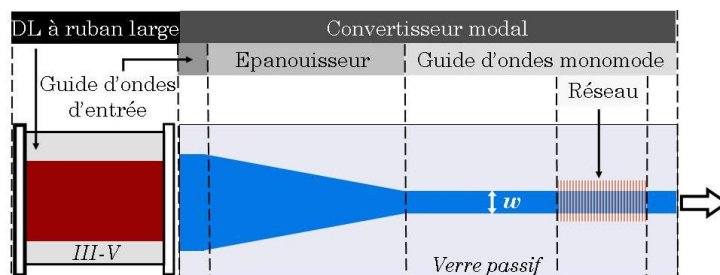 DL à ruban large
Convertisseur modal
Guide d'ondes d'entrée
Epanouisseur
Guide d'ondes monomode
Réseau
w
III-V
Verre passif